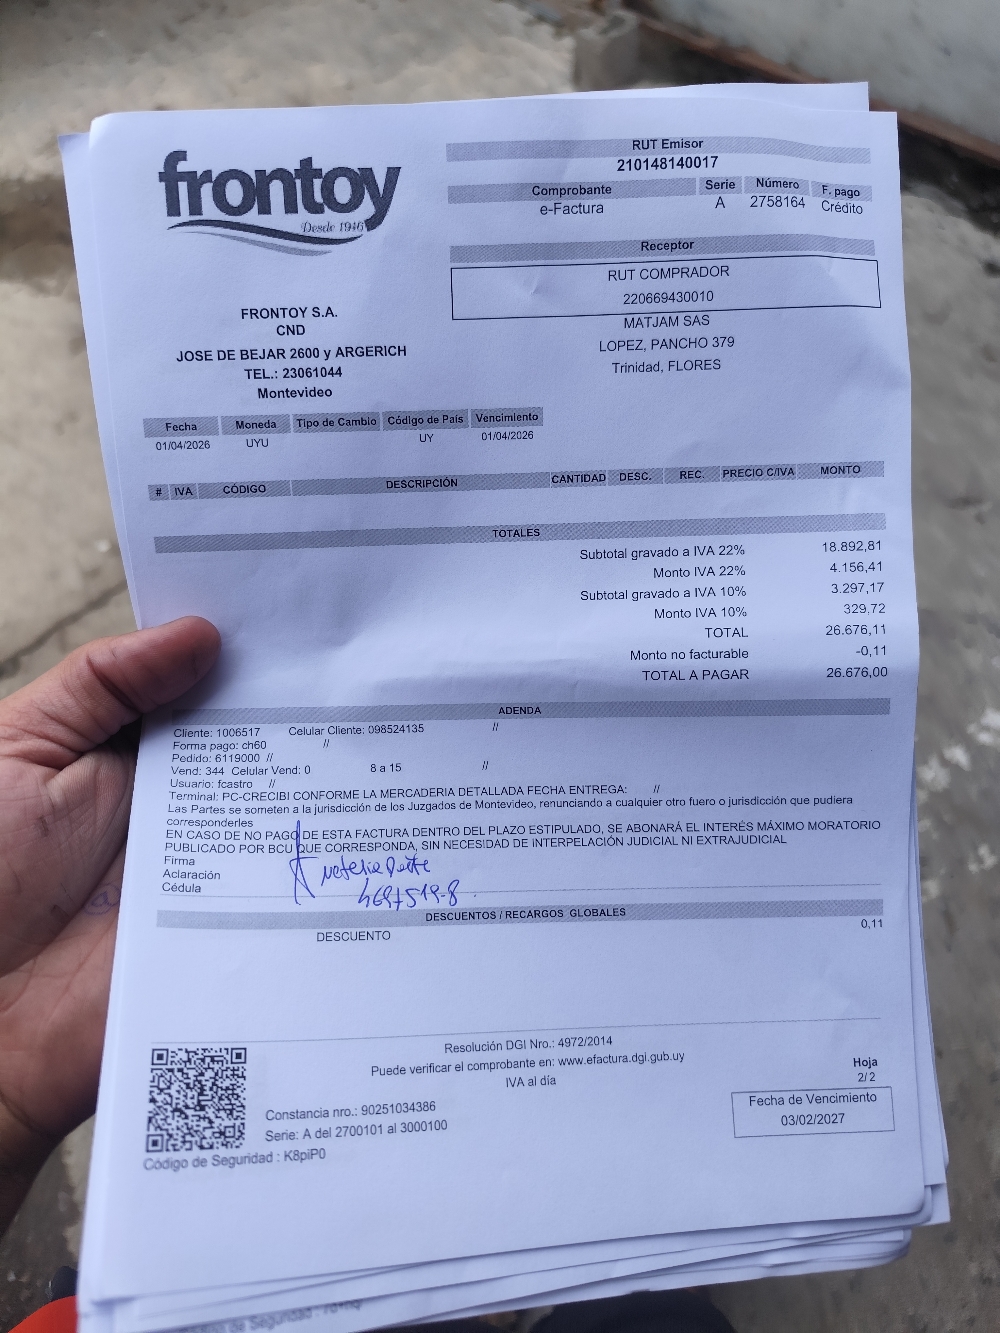 frontoy
Desde 1946
RUT Emisor
210148140017
Comprobante Serie Número F. pago
e-Factura A 2758164 Crédito
Receptor
RUT COMPRADOR
220669430010
MATJAM SAS
LOPEZ, PANCHO 379
Trinidad, FLORES
FRONTOY S.A.
CND
JOSE DE BEJAR 2600 y ARGERICH
TEL.: 23061044
Montevideo
Fecha Moneda Tipo de Cambio Código de País Vencimiento
01/04/2026 UYU UY 01/04/2026
# IVA CÓDIGO DESCRIPCIÓN CANTIDAD DESC. REC. PRECIO C/IVA MONTO
TOTALES
Subtotal gravado a IVA 22% 18.892,81
Monto IVA 22% 4.156,41
Subtotal gravado a IVA 10% 3.297,17
Monto IVA 10% 329,72
TOTAL 26.676,11
Monto no facturable -0,11
TOTAL A PAGAR 26.676,00
ADENDA
Cliente: 1006517 Celular Cliente: 098524135 //
Forma pago: ch60 //
Pedido: 6119000 //
Vend: 344 Celular Vend: 0 8 a 15 //
Usuario: fcastro //
Terminal: PC-CRECIBI CONFORME LA MERCADERIA DETALLADA FECHA ENTREGA: //
Las Partes se someten a la jurisdicción de los Juzgados de Montevideo, renunciando a cualquier otro fuero o jurisdicción que pudiera
corresponderles
EN CASO DE NO PAGO DE ESTA FACTURA DENTRO DEL PLAZO ESTIPULADO, SE ABONARÁ EL INTERÉS MÁXIMO MORATORIO
PUBLICADO POR BCU QUE CORRESPONDA, SIN NECESIDAD DE INTERPELACIÓN JUDICIAL NI EXTRAJUDICIAL
Firma
Aclaración
Cédula
DESCUENTOS / RECARGOS GLOBALES
DESCUENTO 0,11
Resolución DGI Nro.: 4972/2014
Puede verificar el comprobante en: www.efactura.dgi.gub.uy
IVA al día
Constancia nro.: 90251034386
Serie: A del 2700101 al 3000100
Código de Seguridad : K8piP0
Hoja
2/2
Fecha de Vencimiento
03/02/2027